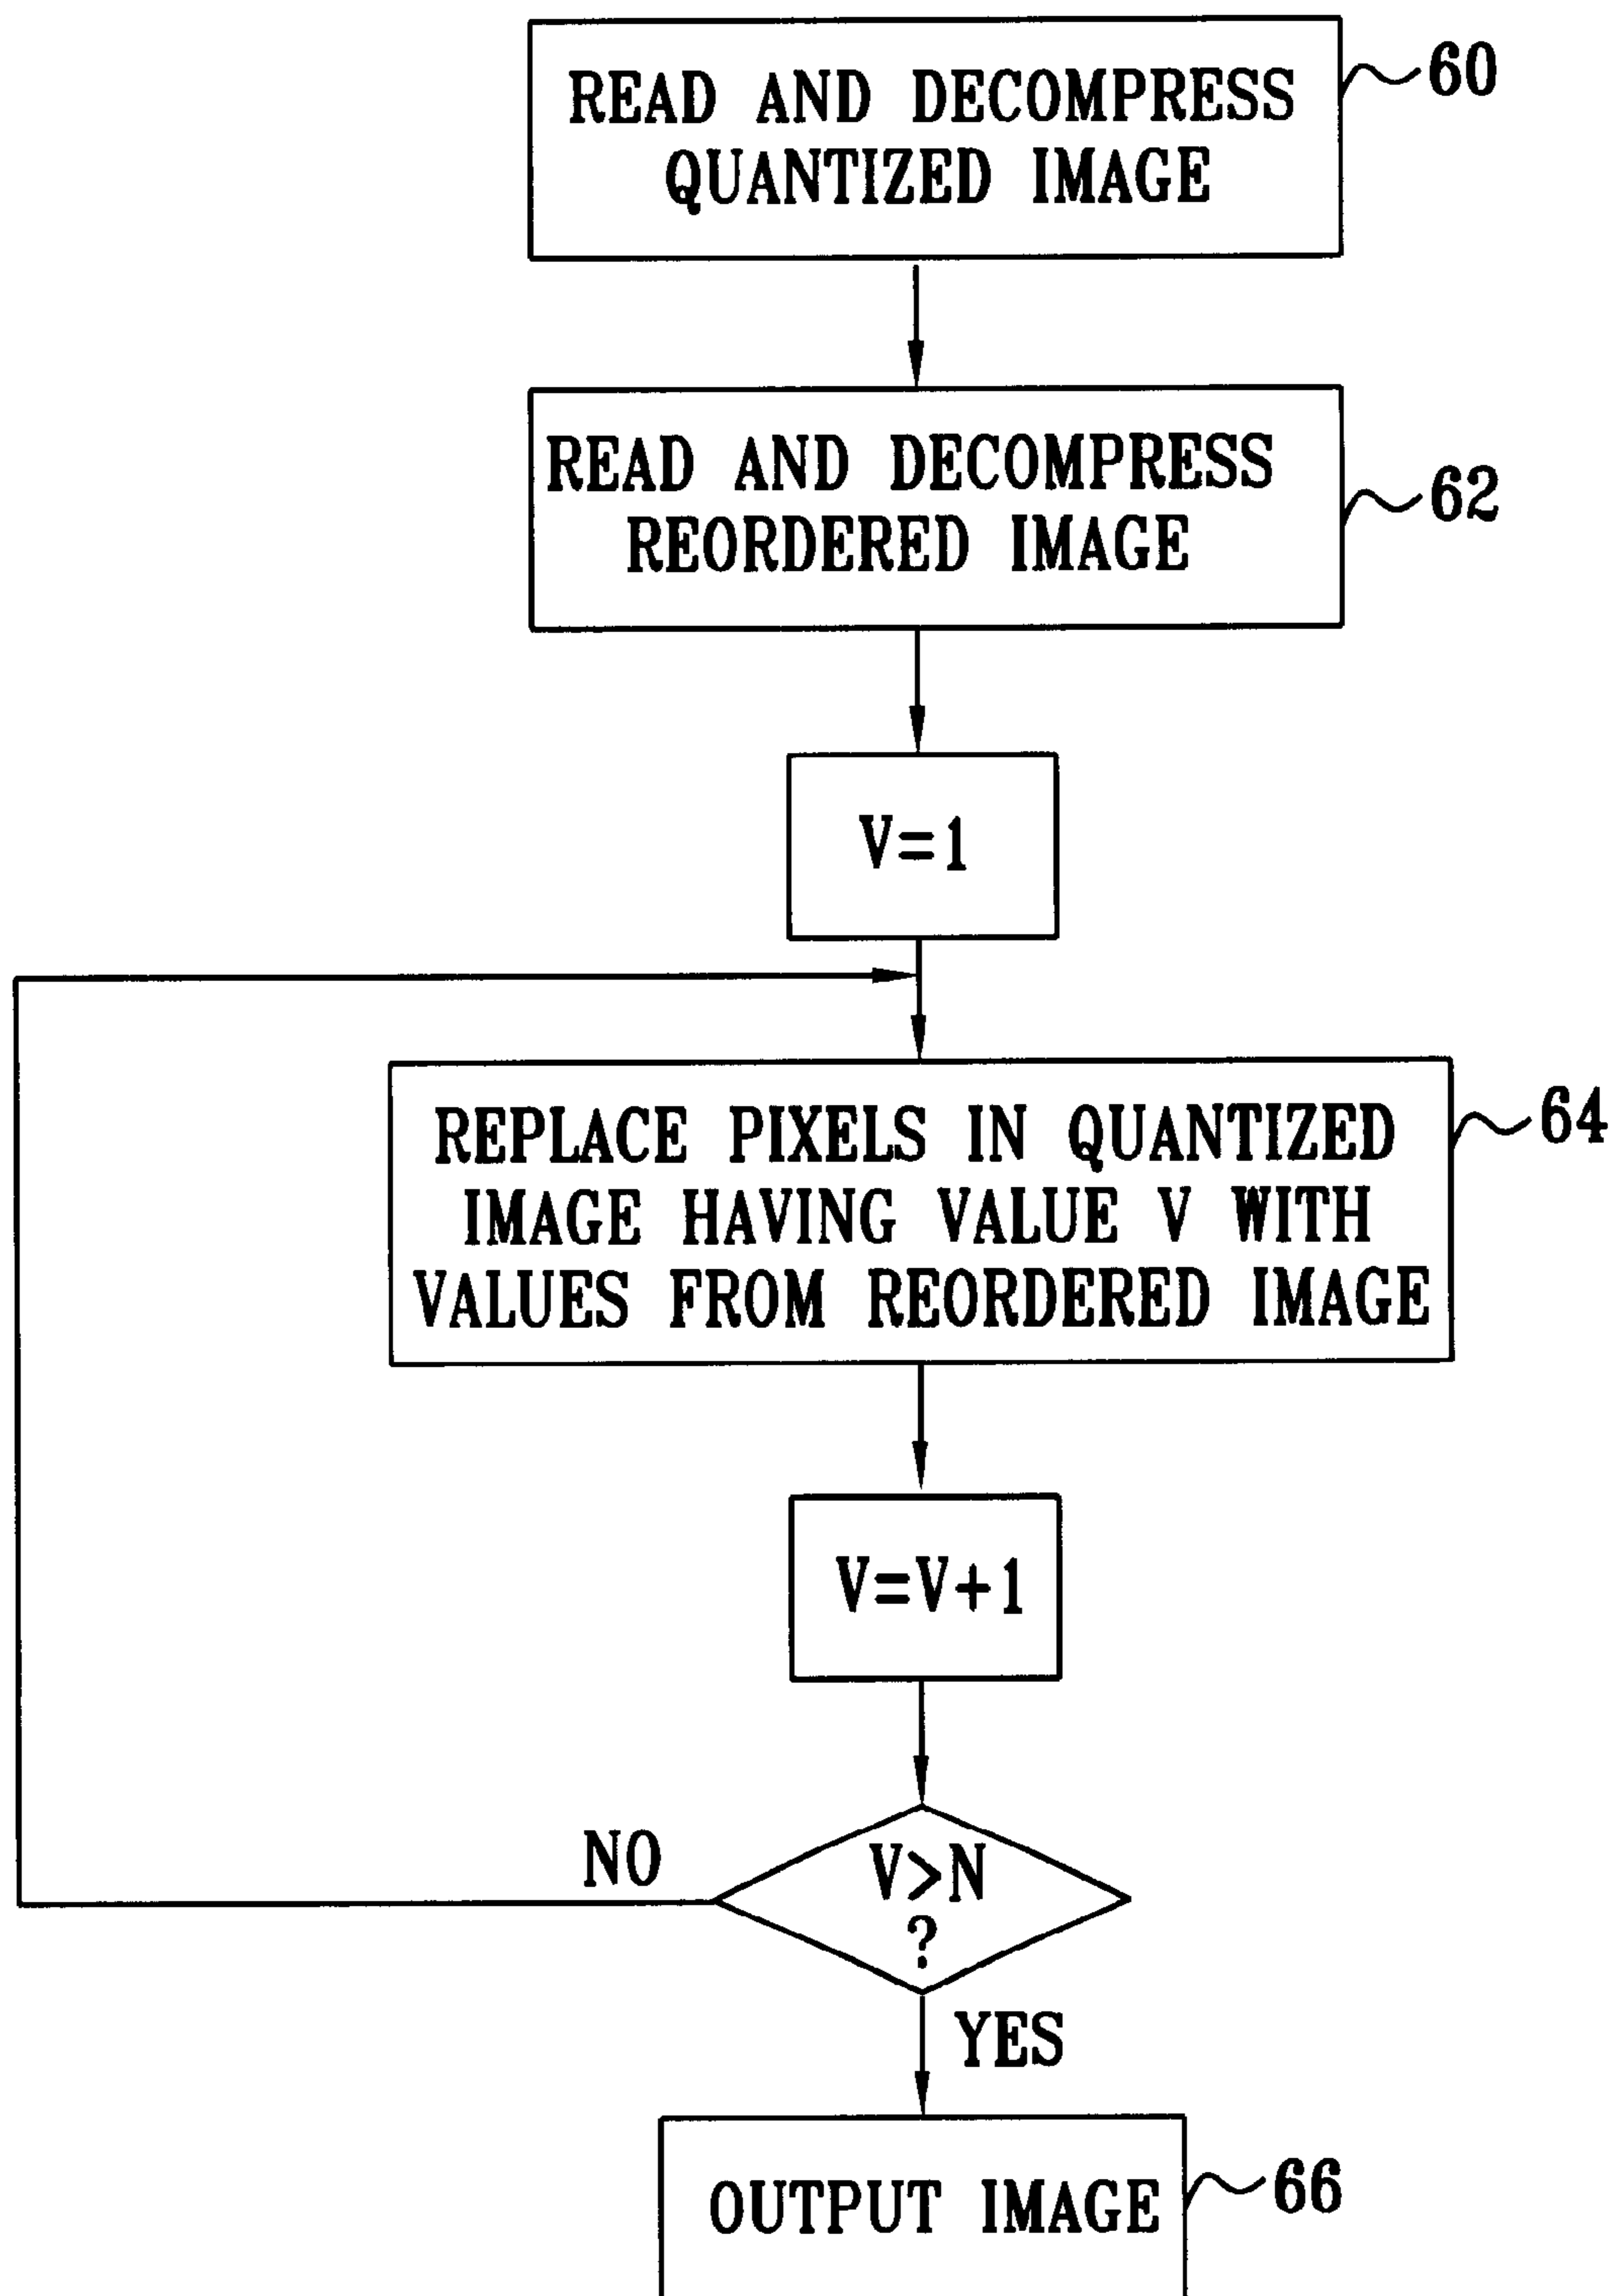 READ AND DECOMPRESS
QUANTIZED IMAGE
60
READ AND DECOMPRESS
REORDERED IMAGE
62
V=1
REPLACE PIXELS IN QUANTIZED
IMAGE HAVING VALUE V WITH
VALUES FROM REORDERED IMAGE
64
V=V+1
NO
V>N
?
YES
OUTPUT IMAGE
66